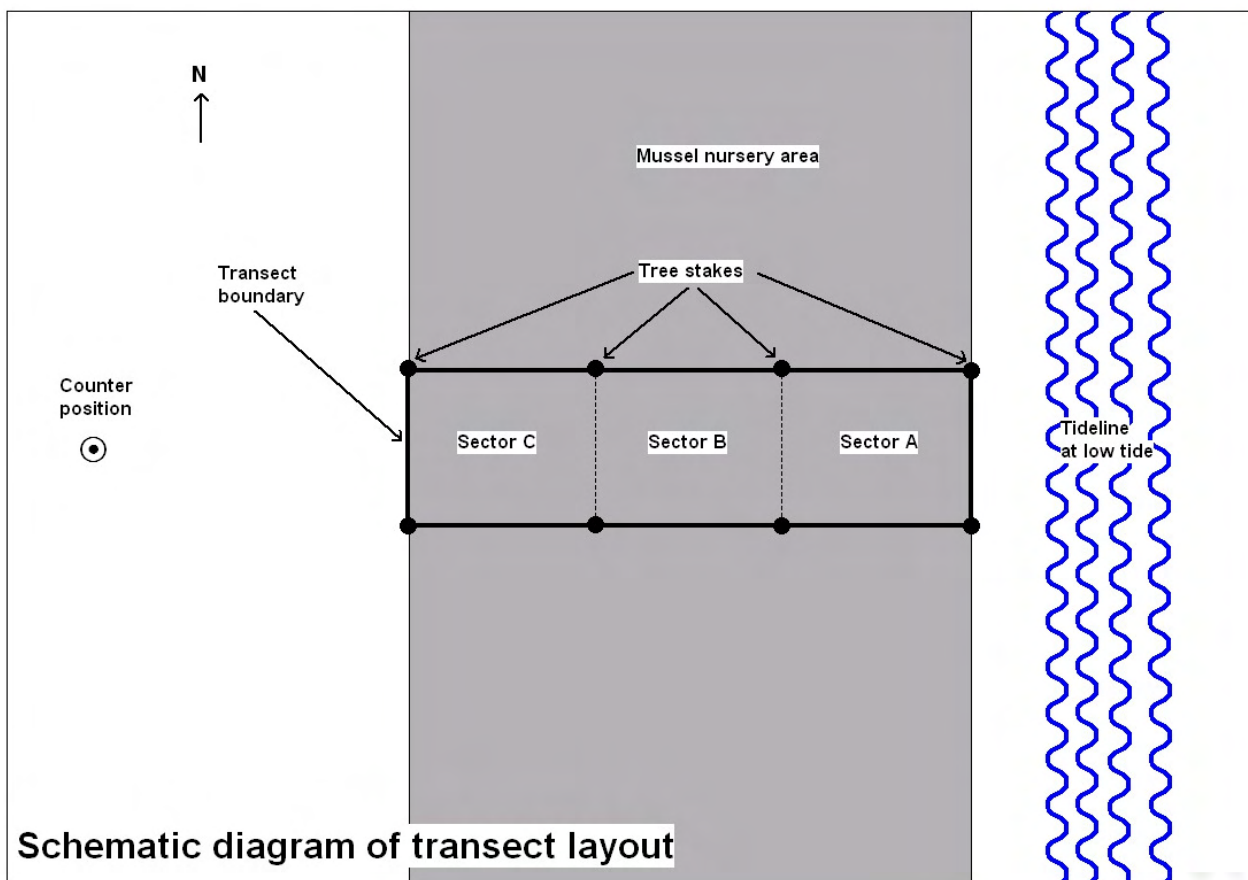 N
Mussel nursery area
Tree stakes
Transect
boundary
Counter
position
Sector C
Sector B
Sector A
Tideline
at low tide
Schematic diagram of transect layout